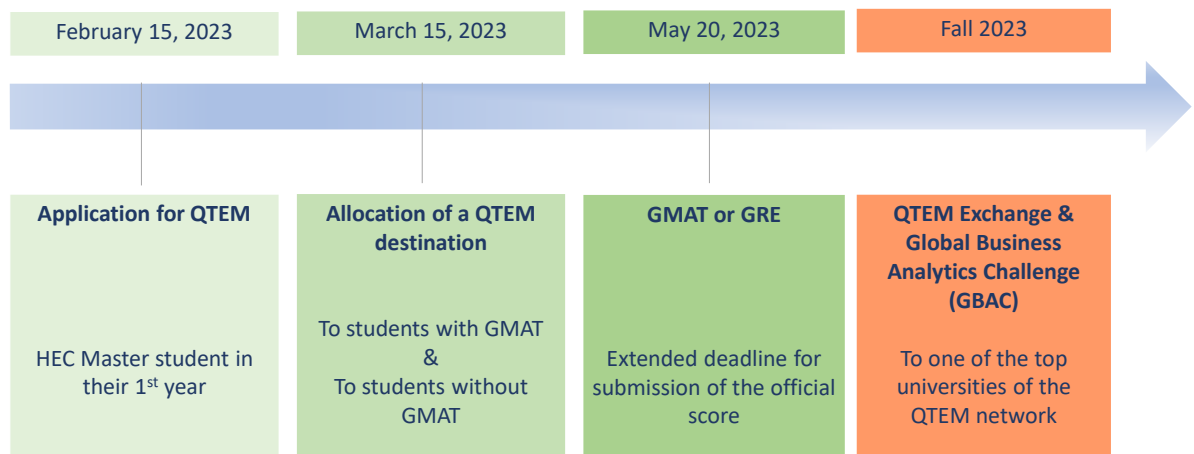 February 15, 2023
March 15, 2023
May 20, 2023
Fall 2023
Application for QTEM
HEC Master student in
their 1st year
Allocation of a QTEM
destination
To students with GMAT
&
To students without
GMAT
GMAT or GRE
Extended deadline for
submission of the official
score
QTEM Exchange &
Global Business
Analytics Challenge
(GBAC)
To one of the top
universities of the
QTEM network